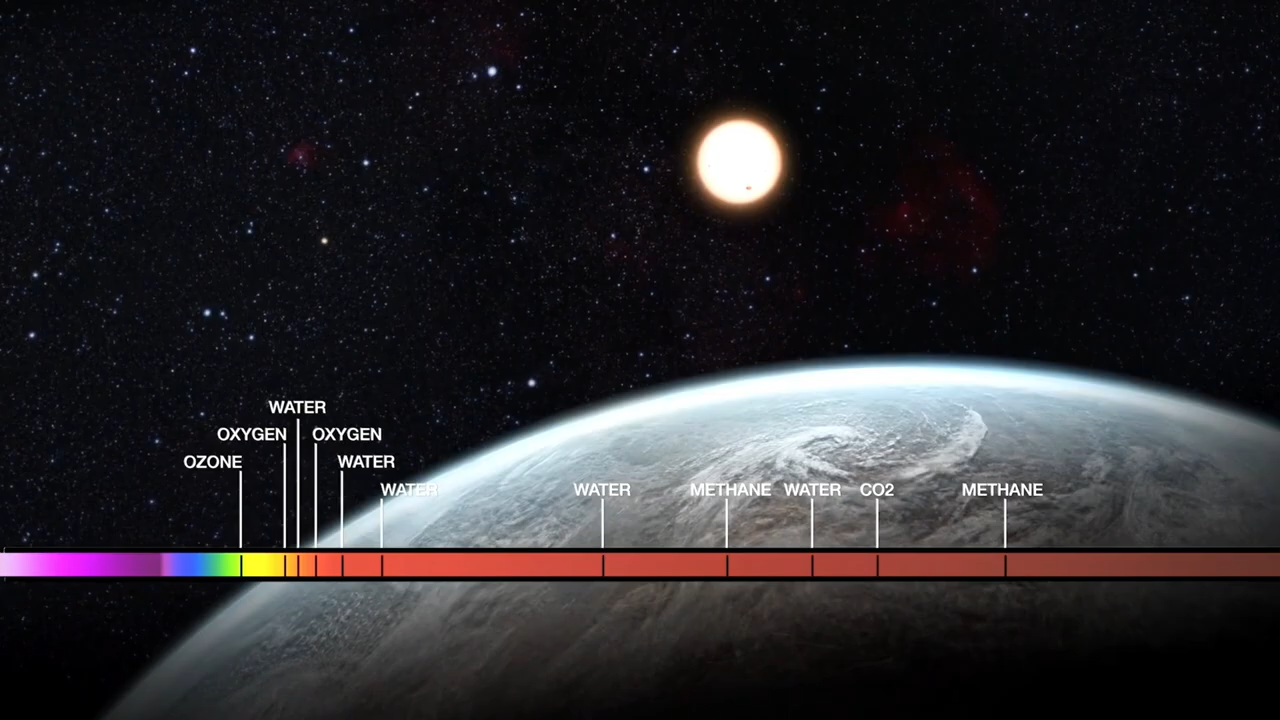 WATER
OXYGEN OXYGEN
OZONE WATER
WATER WATER METHANE WATER CO2 METHANE